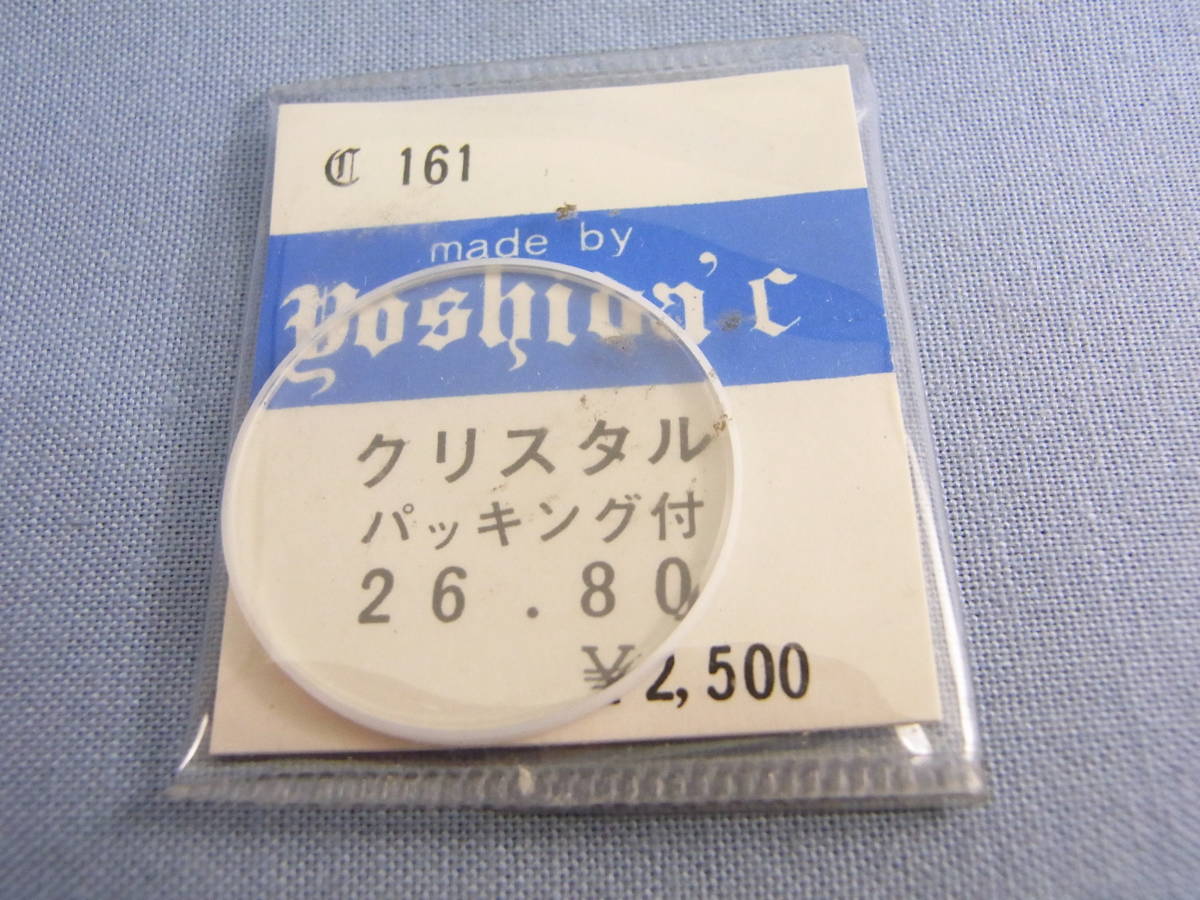 ℂ 161
made by
Yoshida'C
クリスタル
パッキング付
26.80
¥2,500